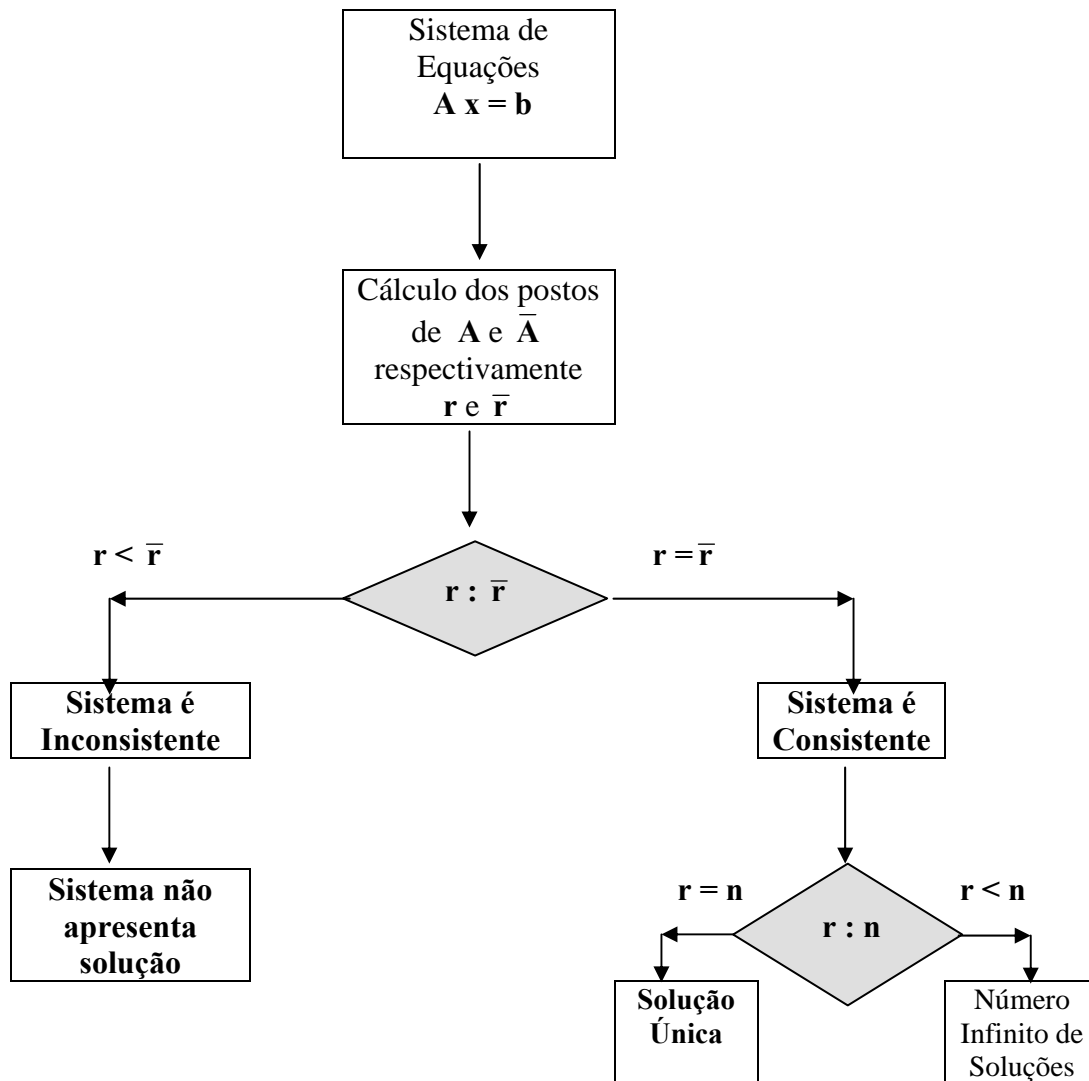 Sistema de
Equações
A x = b
Cálculo dos postos
de A e A̅
respectivamente
r e r̅
r < r̅
r = r̅
r : r̅
Sistema é
Inconsistente
Sistema é
Consistente
Sistema não
apresenta
solução
r = n
r < n
r : n
Solução
Única
Número
Infinito de
Soluções